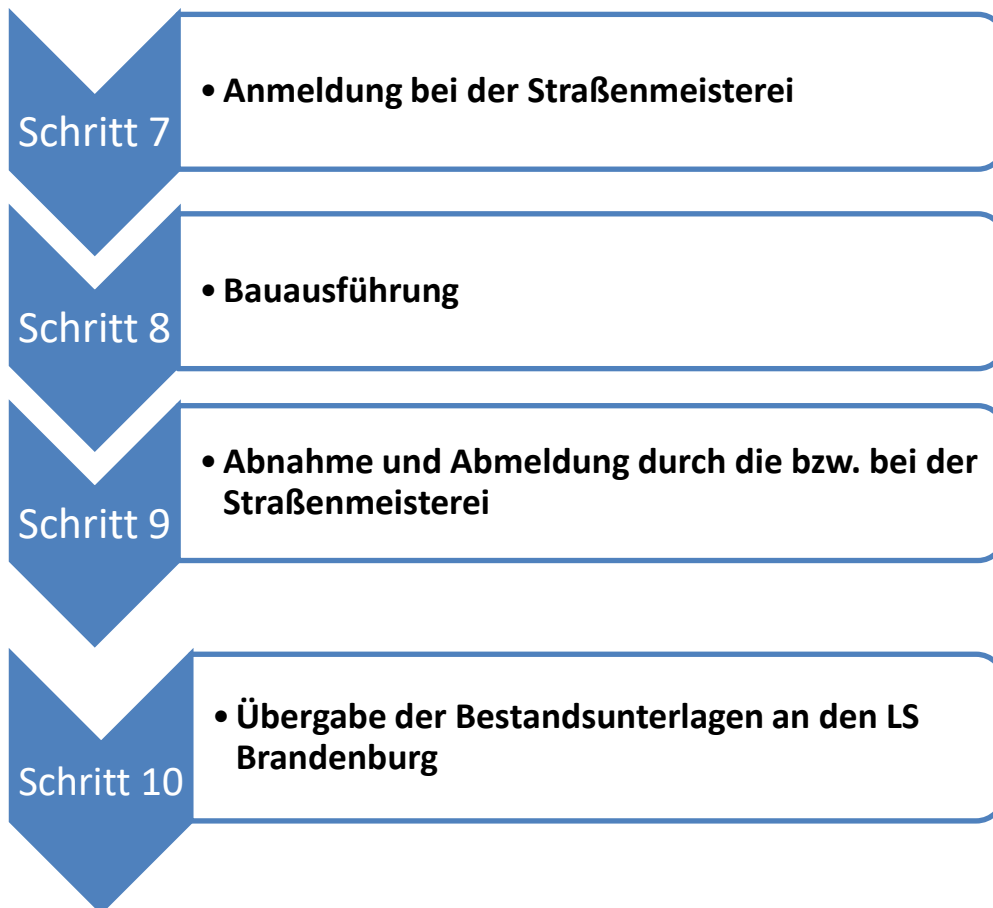 Schritt 7
• Anmeldung bei der Straßenmeisterei
Schritt 8
• Bauausführung
Schritt 9
• Abnahme und Abmeldung durch die bzw. bei der
Straßenmeisterei
Schritt 10
• Übergabe der Bestandsunterlagen an den LS
Brandenburg